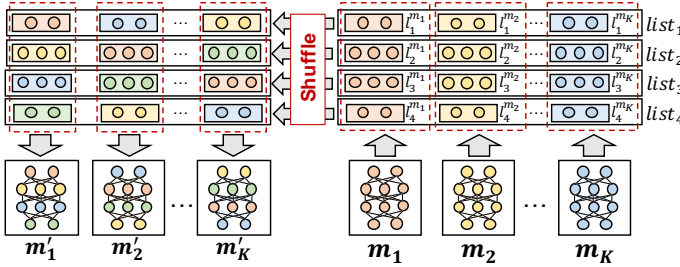 ... ... Shuffle l_1^{m_1} l_1^{m_2} ... l_1^{m_K} list_1
... ... l_2^{m_1} l_2^{m_2} ... l_2^{m_K} list_2
... ... l_3^{m_1} l_3^{m_2} ... l_3^{m_K} list_3
... ... l_4^{m_1} l_4^{m_2} ... l_4^{m_K} list_4
... ...
m'_1 m'_2 m'_K m_1 m_2 m_K